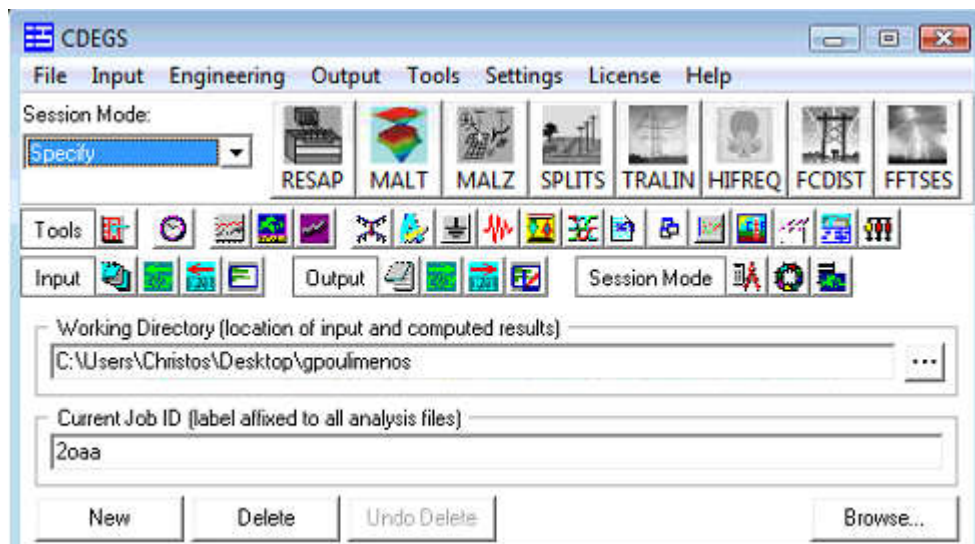 CDEGS
File Input Engineering Output Tools Settings License Help
Session Mode:
Specify
RESAP MALT MALZ SPLITS TRALIN HIFREQ FCDIST FFTSES
Tools
Input Output Session Mode
Working Directory (location of input and computed results)
C:\Users\Christos\Desktop\gpoulimenos
...
Current Job ID (label affixed to all analysis files)
2oaa
New Delete Undo Delete Browse...